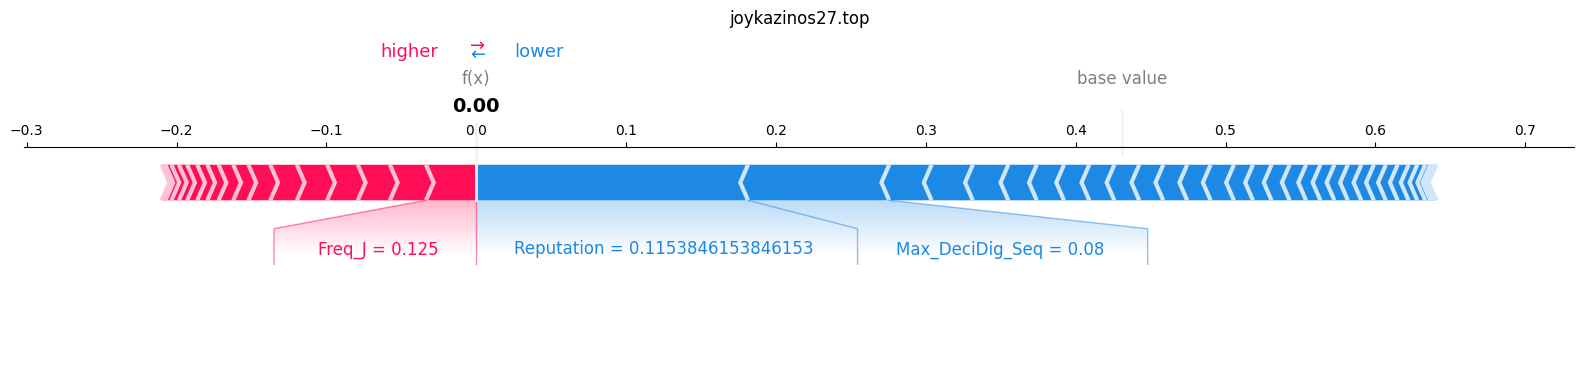 joykazinos27.top
higher ⇄ lower
f(x) base value
0.00
−0.3 −0.2 −0.1 0.0 0.1 0.2 0.3 0.4 0.5 0.6 0.7
Freq_J = 0.125 Reputation = 0.1153846153846153 Max_DeciDig_Seq = 0.08